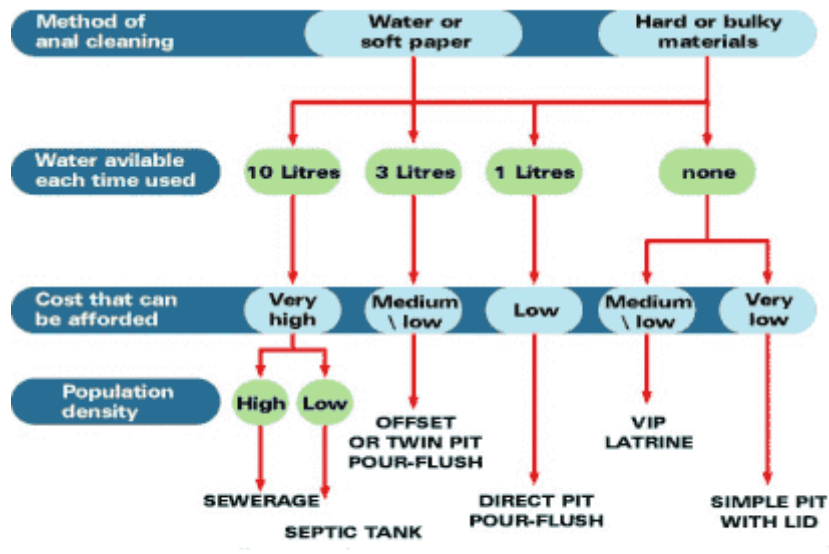 Method of
anal cleaning
Water or
soft paper
Hard or bulky
materials
Water avilable
each time used
10 Litres
3 Litres
1 Litres
none
Cost that can
be afforded
Very
high
Medium
\ low
Low
Medium
\ low
Very
low
Population
density
High
Low
OFFSET
OR TWIN PIT
POUR-FLUSH
VIP
LATRINE
SEWERAGE
SEPTIC TANK
DIRECT PIT
POUR-FLUSH
SIMPLE PIT
WITH LID